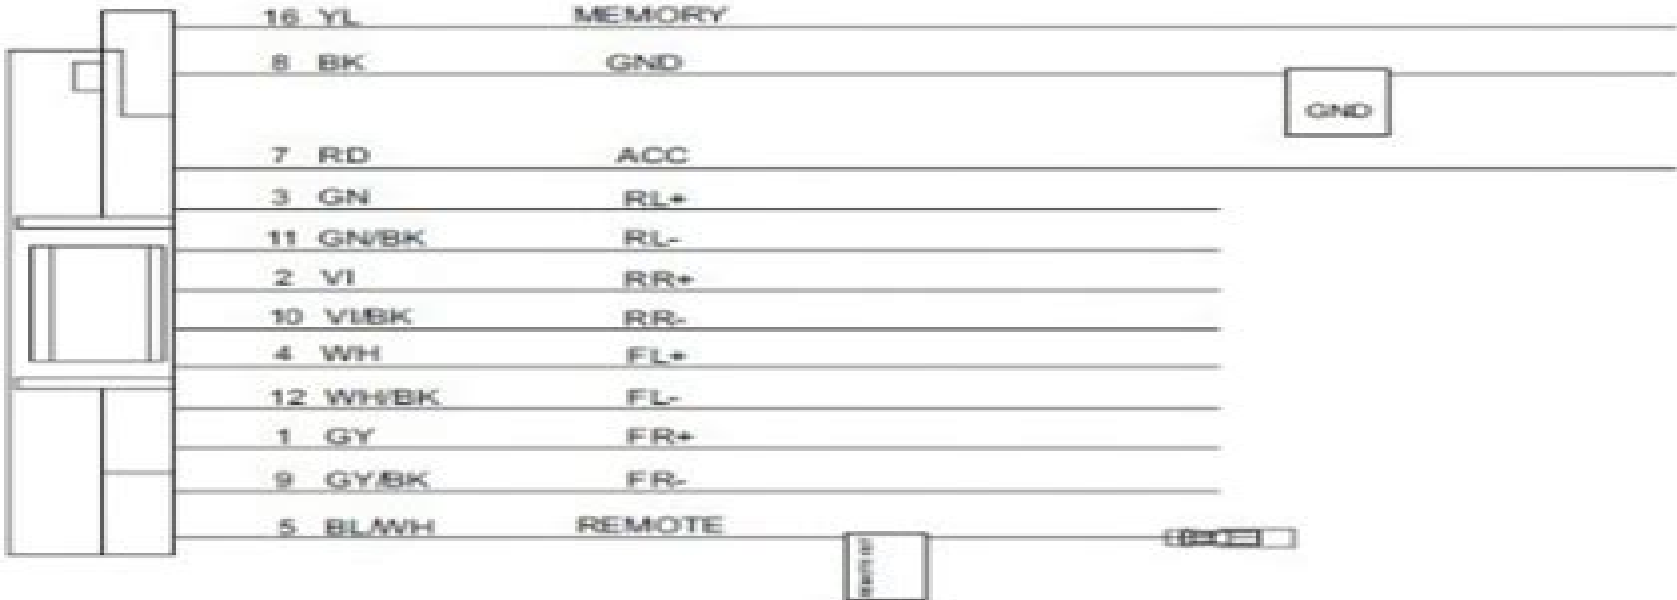 16 YL MEMORY
8 BK GND
GND
7 RD ACC
3 GN RL+
11 GN/BK RL-
2 VI RR+
10 VI/BK RR-
4 WH FL+
12 WH/BK FL-
1 GY FR+
9 GY/BK FR-
5 BL/WH REMOTE